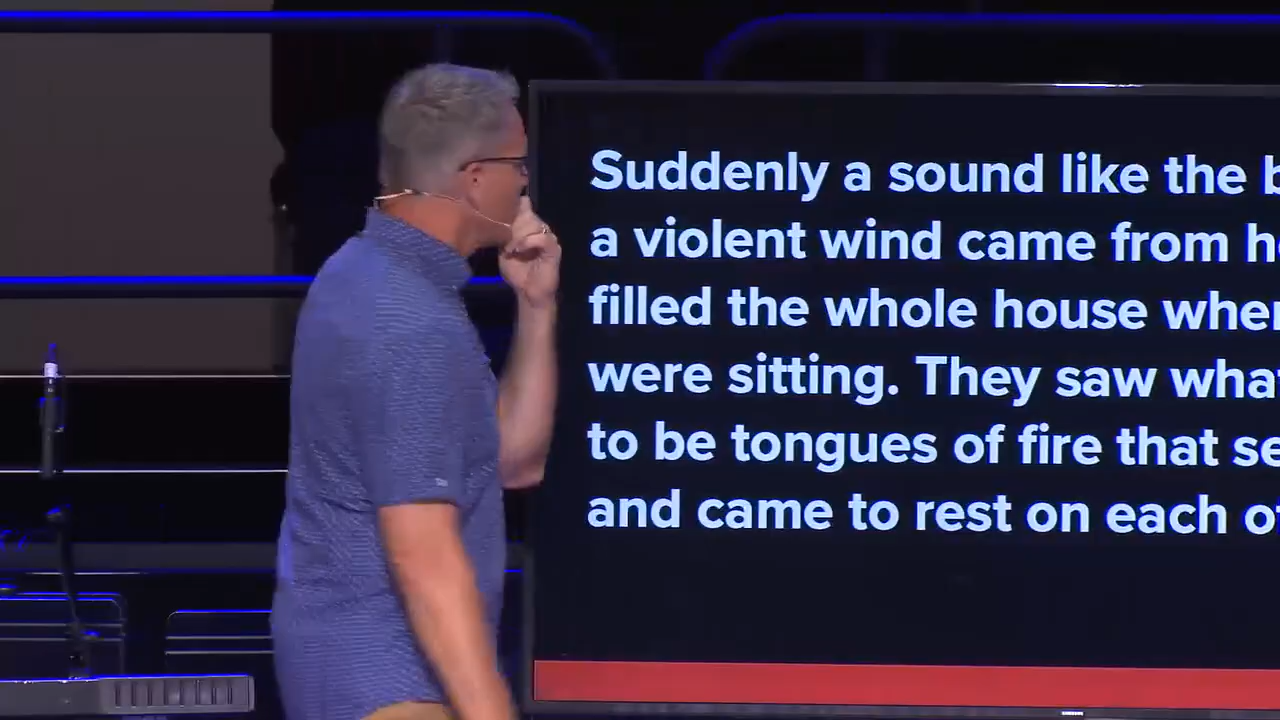 Suddenly a sound like the
a violent wind came from
filled the whole house
were sitting. They saw
to be tongues of fire that
and came to rest on each